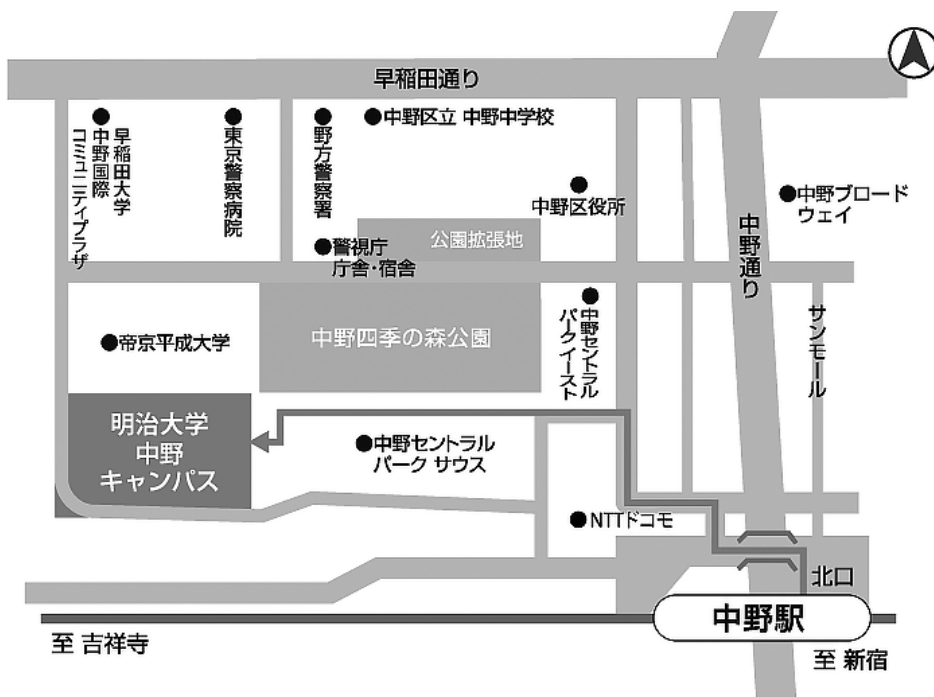 早稲田通り
早稲田大学
中野国際
コミュニティプラザ
東京警察病院
野方警察署
中野区立 中野中学校
中野区役所
中野ブロード
ウェイ
中野通り
公園拡張地
警視庁
庁舎・宿舎
帝京平成大学
中野四季の森公園
中野セントラル
パークイースト
サンモール
明治大学
中野
キャンパス
中野セントラル
パーク サウス
NTTドコモ
北口
中野駅
至 吉祥寺
至 新宿